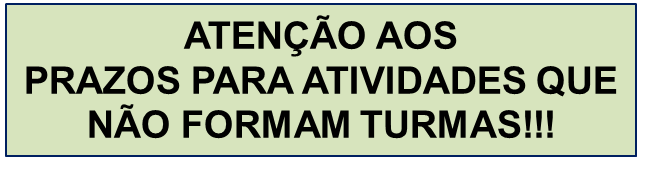 ATENÇÃO AOS
PRAZOS PARA ATIVIDADES QUE
NÃO FORMAM TURMAS!!!